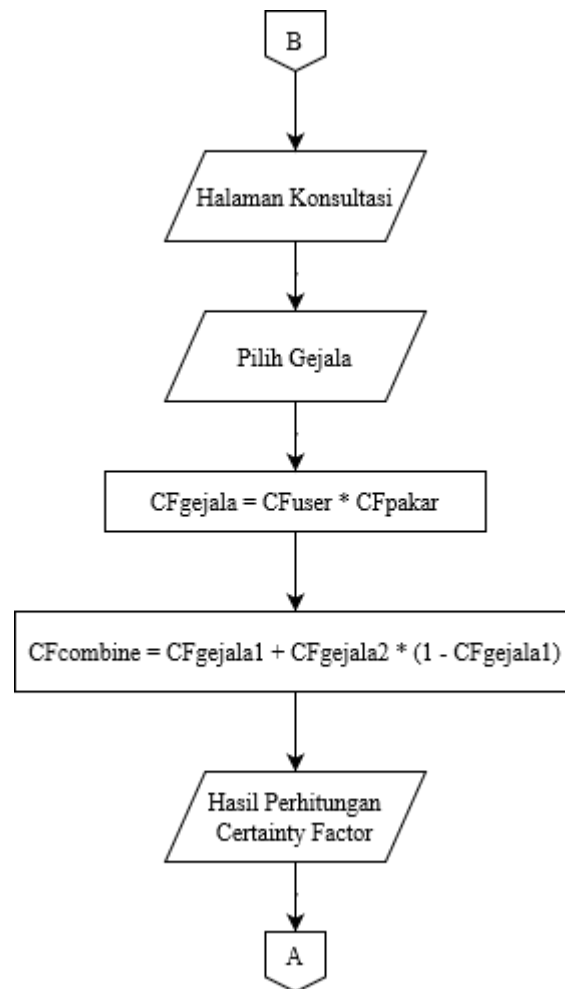 B
Halaman Konsultasi
Pilih Gejala
CFgejala = CFuser * CFpakar
CFcombine = CFgejala1 + CFgejala2 * (1 - CFgejala1)
Hasil Perhitungan
Certainty Factor
A